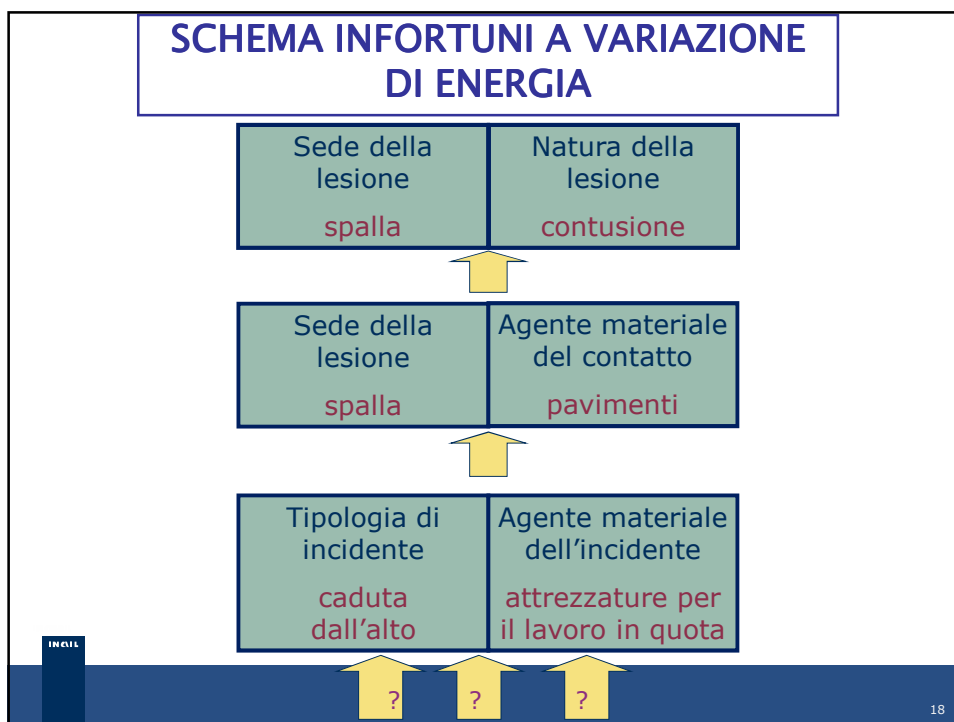 SCHEMA INFORTUNI A VARIAZIONE
DI ENERGIA
Sede della
lesione
spalla
Natura della
lesione
contusione
Sede della
lesione
spalla
Agente materiale
del contatto
pavimenti
Tipologia di
incidente
caduta
dall'alto
Agente materiale
dell'incidente
attrezzature per
il lavoro in quota
INAIL
? ? ?
18